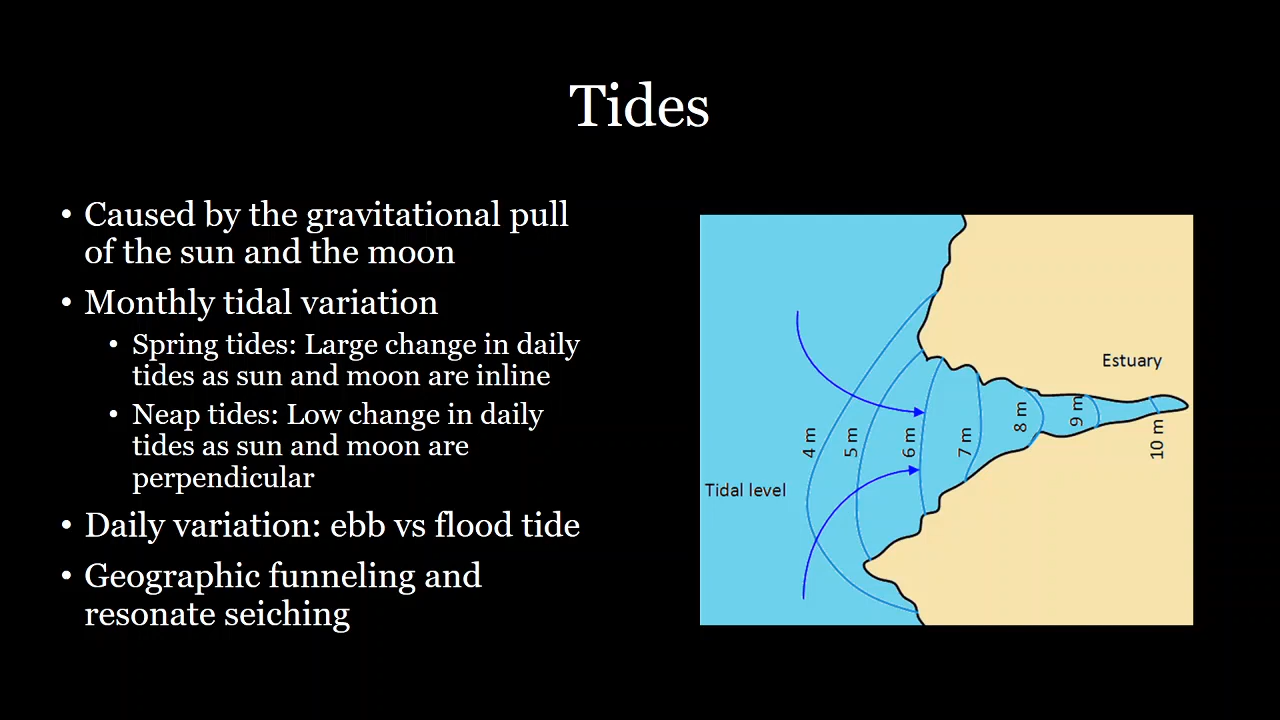 Tides
• Caused by the gravitational pull
of the sun and the moon
• Monthly tidal variation
• Spring tides: Large change in daily
tides as sun and moon are inline
• Neap tides: Low change in daily
tides as sun and moon are
perpendicular
• Daily variation: ebb vs flood tide
• Geographic funneling and
resonate seiching
Estuary
4 m
5 m
6 m
7 m
8 m
9 m
10 m
Tidal level